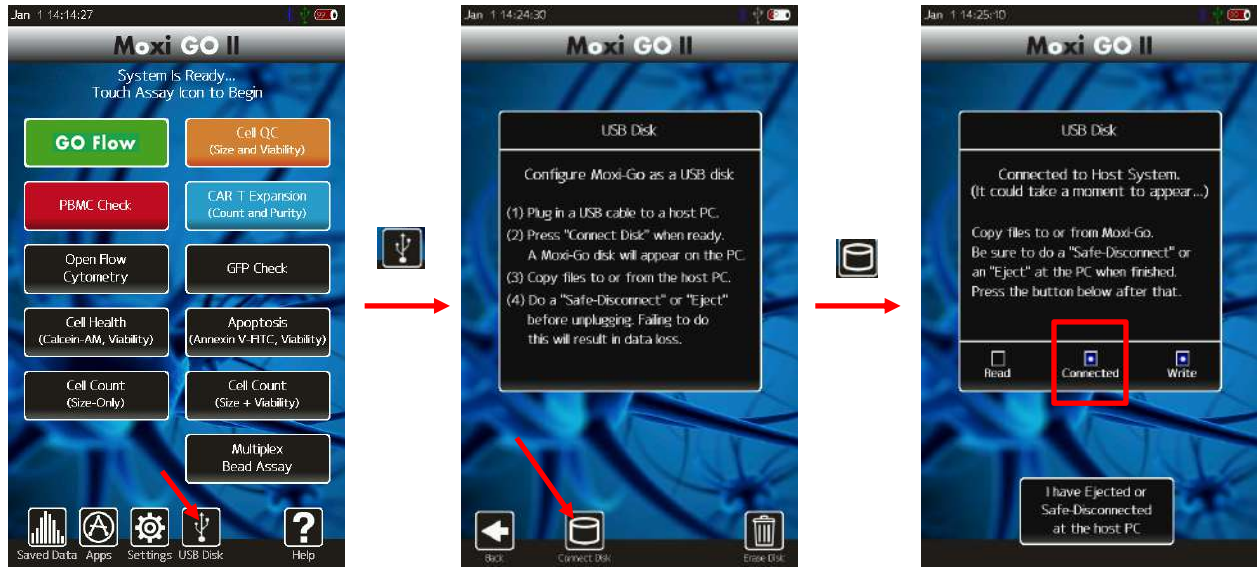 Jan 1 14:14:27
Moxi GO II
System Is Ready...
Touch Assay Icon to Begin
GO Flow
Cell QC
(Size and Viability)
PBMC Check
CAR T Expansion
(Count and Purity)
Open Flow
Cytometry
GFP Check
Cell Health
(Calcein-AM, Viability)
Apoptosis
(Annexin V-FITC, Viability)
Cell Count
(Size-Only)
Cell Count
(Size + Viability)
Multiplex
Bead Assay
Saved Data
Apps
Settings
USB Disk
?
Help
Jan 1 14:24:30
Moxi GO II
USB Disk
Configure Moxi-Go as a USB disk
(1) Plug in a USB cable to a host PC.
(2) Press "Connect Disk" when ready.
A Moxi-Go disk will appear on the PC.
(3) Copy files to or from the host PC.
(4) Do a "Safe-Disconnect" or "Eject"
before unplugging. Failing to do
this will result in data loss.
Back
Connect Disk
Erase Disk
Jan 1 14:25:10
Moxi GO II
USB Disk
Connected to Host System.
(It could take a moment to appear...)
Copy files to or from Moxi-Go.
Be sure to do a "Safe-Disconnect" or
an "Eject" at the PC when finished.
Press the button below after that.
Read
Connected
Write
I have Ejected or
Safe-Disconnected
at the host PC